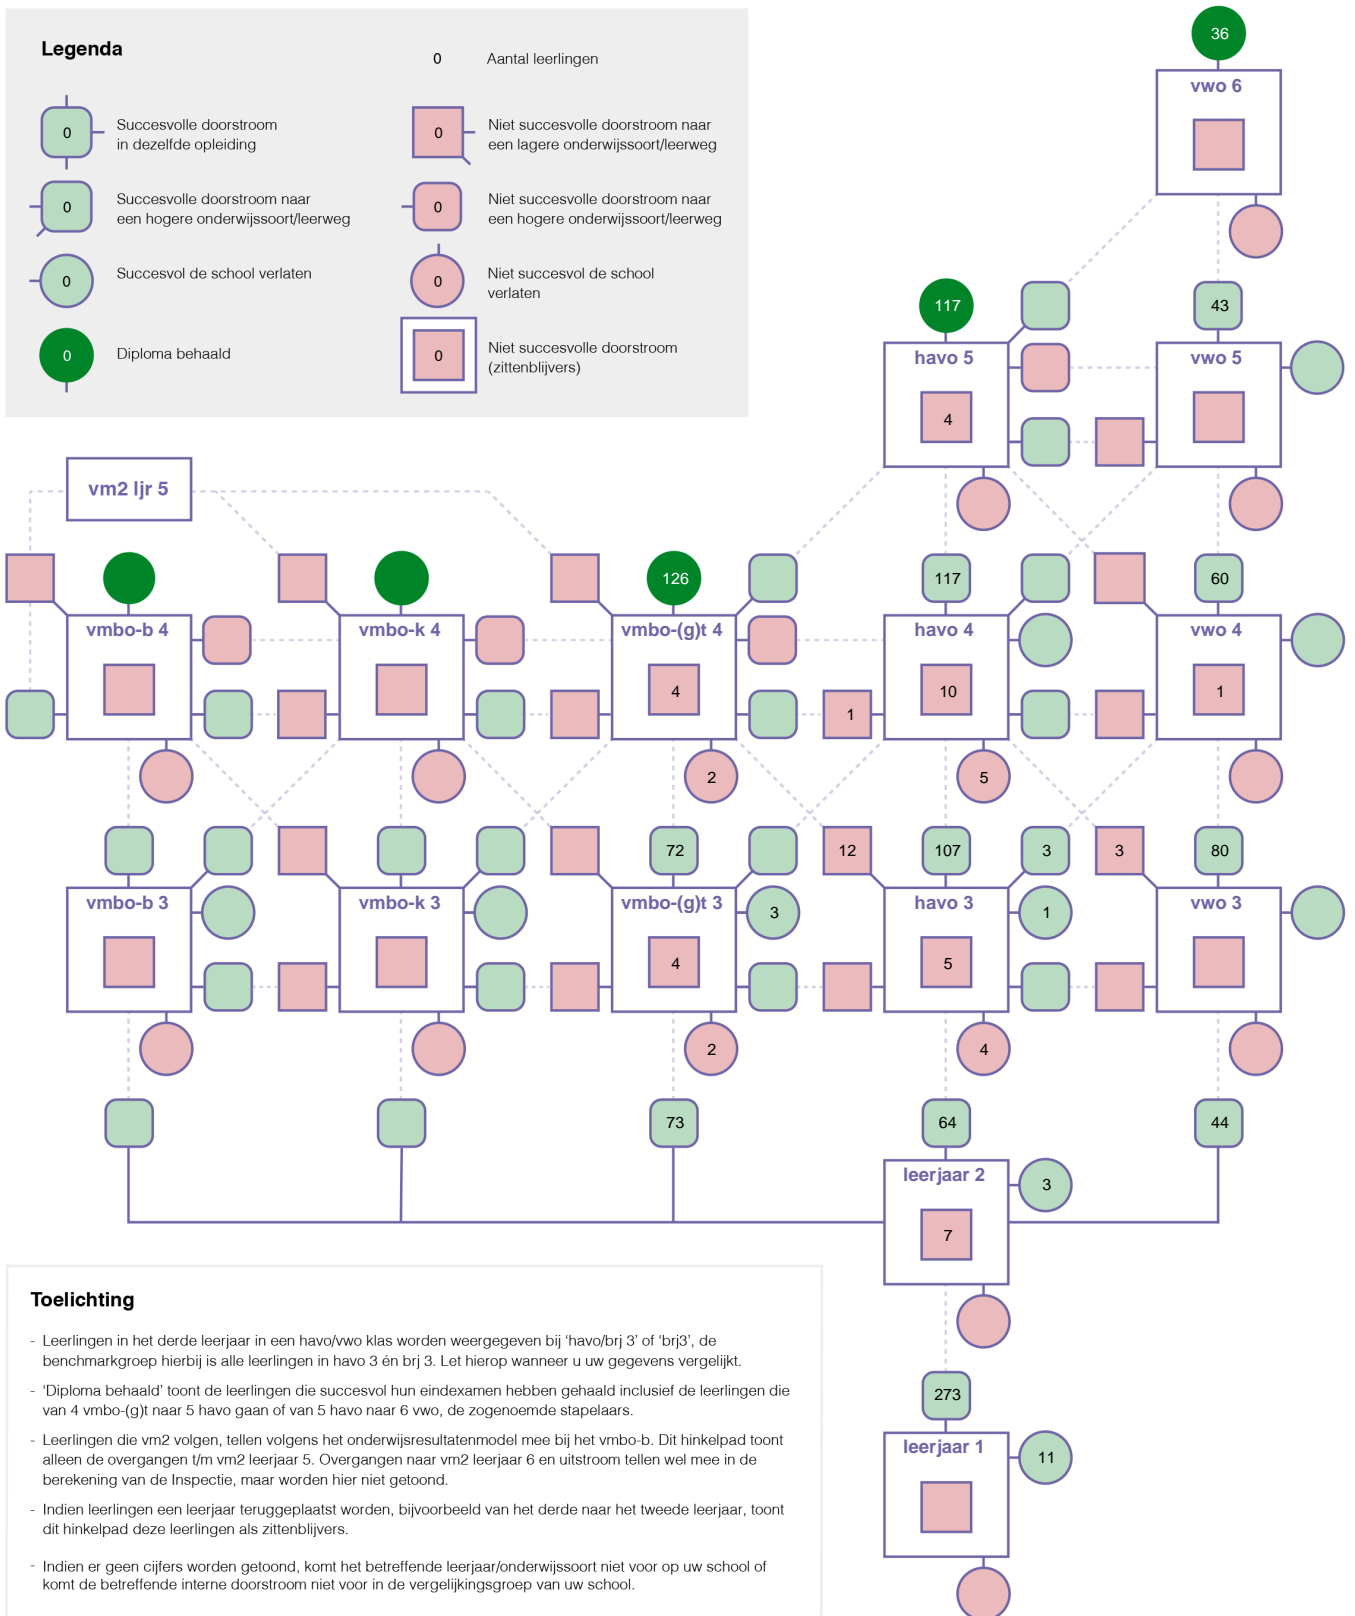 Legenda
0 Aantal leerlingen
0 Succesvolle doorstroom
in dezelfde opleiding
0 Niet succesvolle doorstroom naar
een lagere onderwijssoort/leerweg
0 Succesvolle doorstroom naar
een hogere onderwijssoort/leerweg
0 Niet succesvolle doorstroom naar
een hogere onderwijssoort/leerweg
0 Succesvol de school verlaten
0 Niet succesvol de school
verlaten
0 Diploma behaald
0 Niet succesvolle doorstroom
(zittenblijvers)
36
vwo 6
117
43
havo 5
vwo 5
4
vm2 ljr 5
126
117
60
vmbo-b 4
vmbo-k 4
vmbo-(g)t 4
havo 4
vwo 4
4
10
1
1
2
5
72
12
107
3
3
80
vmbo-b 3
vmbo-k 3
vmbo-(g)t 3
havo 3
vwo 3
3
1
4
5
2
4
73
64
44
leerjaar 2
3
7
273
leerjaar 1
11
Toelichting
- Leerlingen in het derde leerjaar in een havo/vwo klas worden weergegeven bij ‘havo/brj 3’ of ‘brj3’, de
benchmarkgroep hierbij is alle leerlingen in havo 3 én brj 3. Let hierop wanneer u uw gegevens vergelijkt.
- ‘Diploma behaald’ toont de leerlingen die succesvol hun eindexamen hebben gehaald inclusief de leerlingen die
van 4 vmbo-(g)t naar 5 havo gaan of van 5 havo naar 6 vwo, de zogenoemde stapelaars.
- Leerlingen die vm2 volgen, tellen volgens het onderwijsresultatenmodel mee bij het vmbo-b. Dit hinkelpad toont
alleen de overgangen t/m vm2 leerjaar 5. Overgangen naar vm2 leerjaar 6 en uitstroom tellen wel mee in de
berekening van de Inspectie, maar worden hier niet getoond.
- Indien leerlingen een leerjaar teruggeplaatst worden, bijvoorbeeld van het derde naar het tweede leerjaar, toont
dit hinkelpad deze leerlingen als zittenblijvers.
- Indien er geen cijfers worden getoond, komt het betreffende leerjaar/onderwijssoort niet voor op uw school of
komt de betreffende interne doorstroom niet voor in de vergelijkingsgroep van uw school.